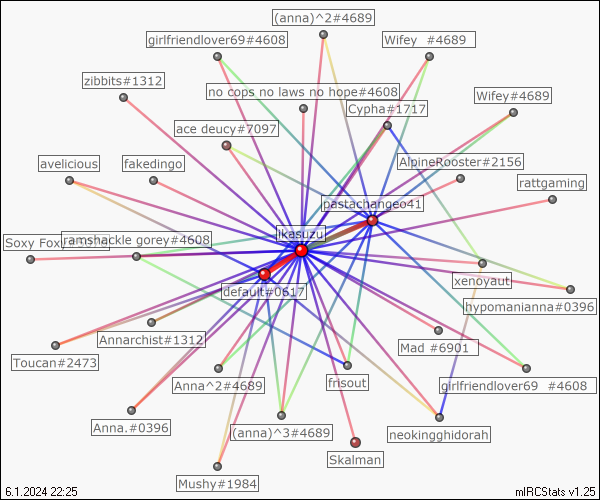 (anna)^2#4689
girlfriendlover69#4608
Wifey #4689
zibbits#1312
no cops no laws no hope#4608
Wifey#4689
Cypha#1717
ace deucy#7097
avelicious
fakedingo
AlpineRooster#2156
rattgaming
pastachangeo41
ikasuzu
Soxy Fox
ramshackle gorey#4608
xenoyaut
default#0617
hypomanianna#0396
Annarchist#1312
Mad #6901
Toucan#2473
Anna^2#4689
frisout
girlfriendlover69 #4608
Anna.#0396
(anna)^3#4689
neokingghidorah
Skalman
Mushy#1984
6.1.2024 22:25
mIRCStats v1.25